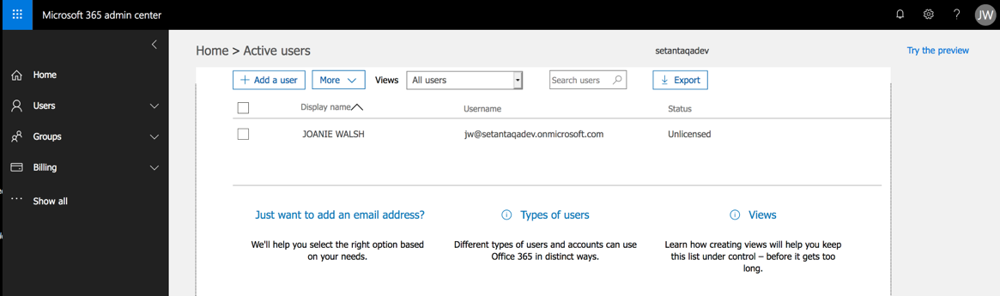 Microsoft 365 admin center
JW
Home > Active users
setantaqadev
Try the preview
Home
Users
Groups
Billing
Show all
Add a user
More
Views
All users
Search users
Export
Display name
Username
Status
JOANIE WALSH
jw@setantaqadev.onmicrosoft.com
Unlicensed
Just want to add an email address?
We'll help you select the right option based
on your needs.
Types of users
Different types of users and accounts can use
Office 365 in distinct ways.
Views
Learn how creating views will help you keep
this list under control – before it gets too
long.